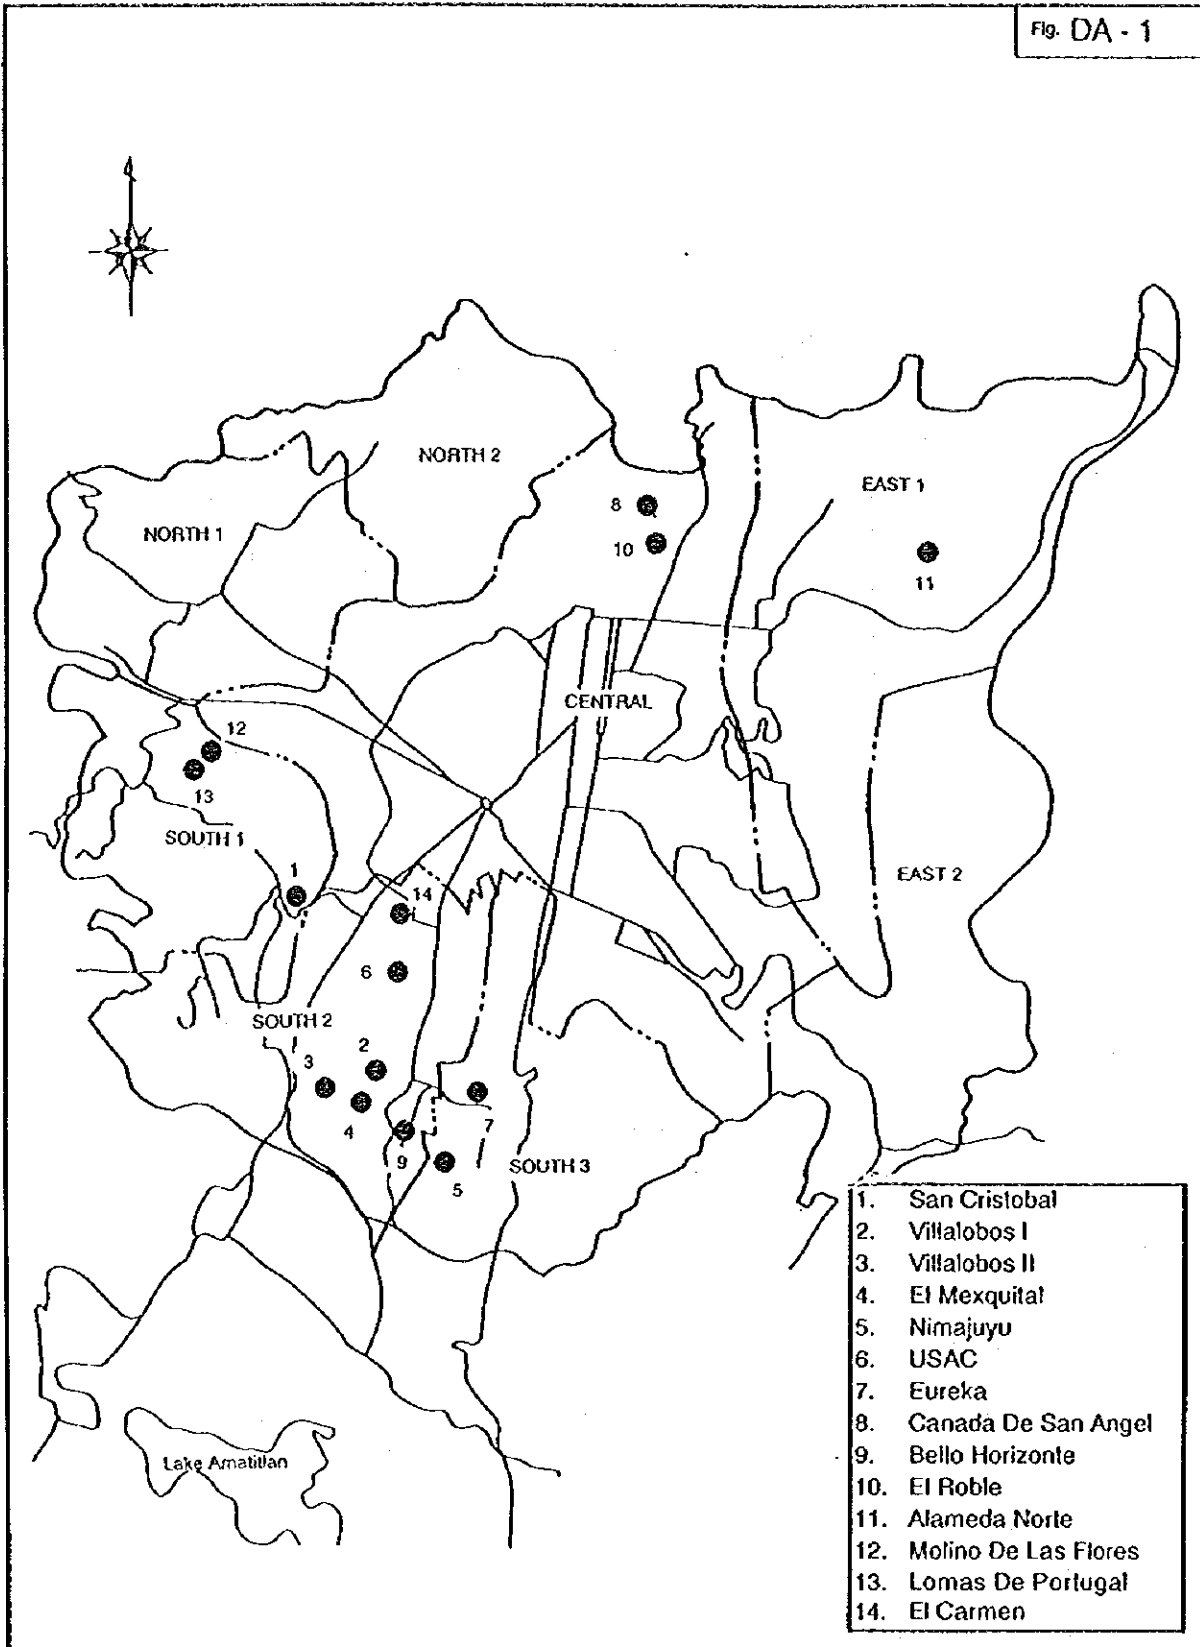 Fig. DA - 1
NORTH 2
EAST 1
8
NORTH 1
10
11
CENTRAL
12
13
SOUTH 1
1
EAST 2
14
6
SOUTH 2
2
3
4
7
9
SOUTH 3
5
1. San Cristobal
2. Villalobos I
3. Villalobos II
4. El Mexquital
5. Nimajuyu
6. USAC
7. Eureka
8. Canada De San Angel
9. Bello Horizonte
10. El Roble
11. Alameda Norte
12. Molino De Las Flores
13. Lomas De Portugal
14. El Carmen
Lake Amatitlan